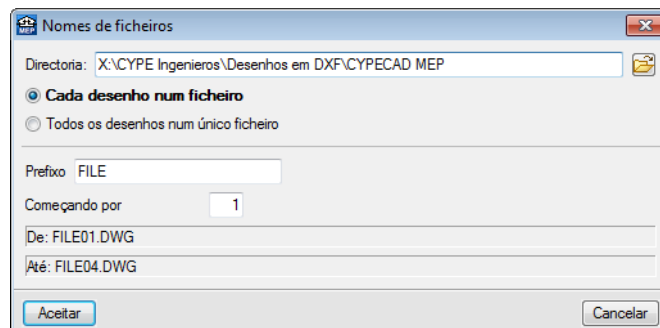 MEP Nomes de ficheiros
Directoria: X:\CYPE Ingenieros\Desenhos em DXF\CYPECAD MEP
Cada desenho num ficheiro
Todos os desenhos num único ficheiro
Prefixo FILE
Começando por 1
De: FILE01.DWG
Até: FILE04.DWG
Aceitar Cancelar